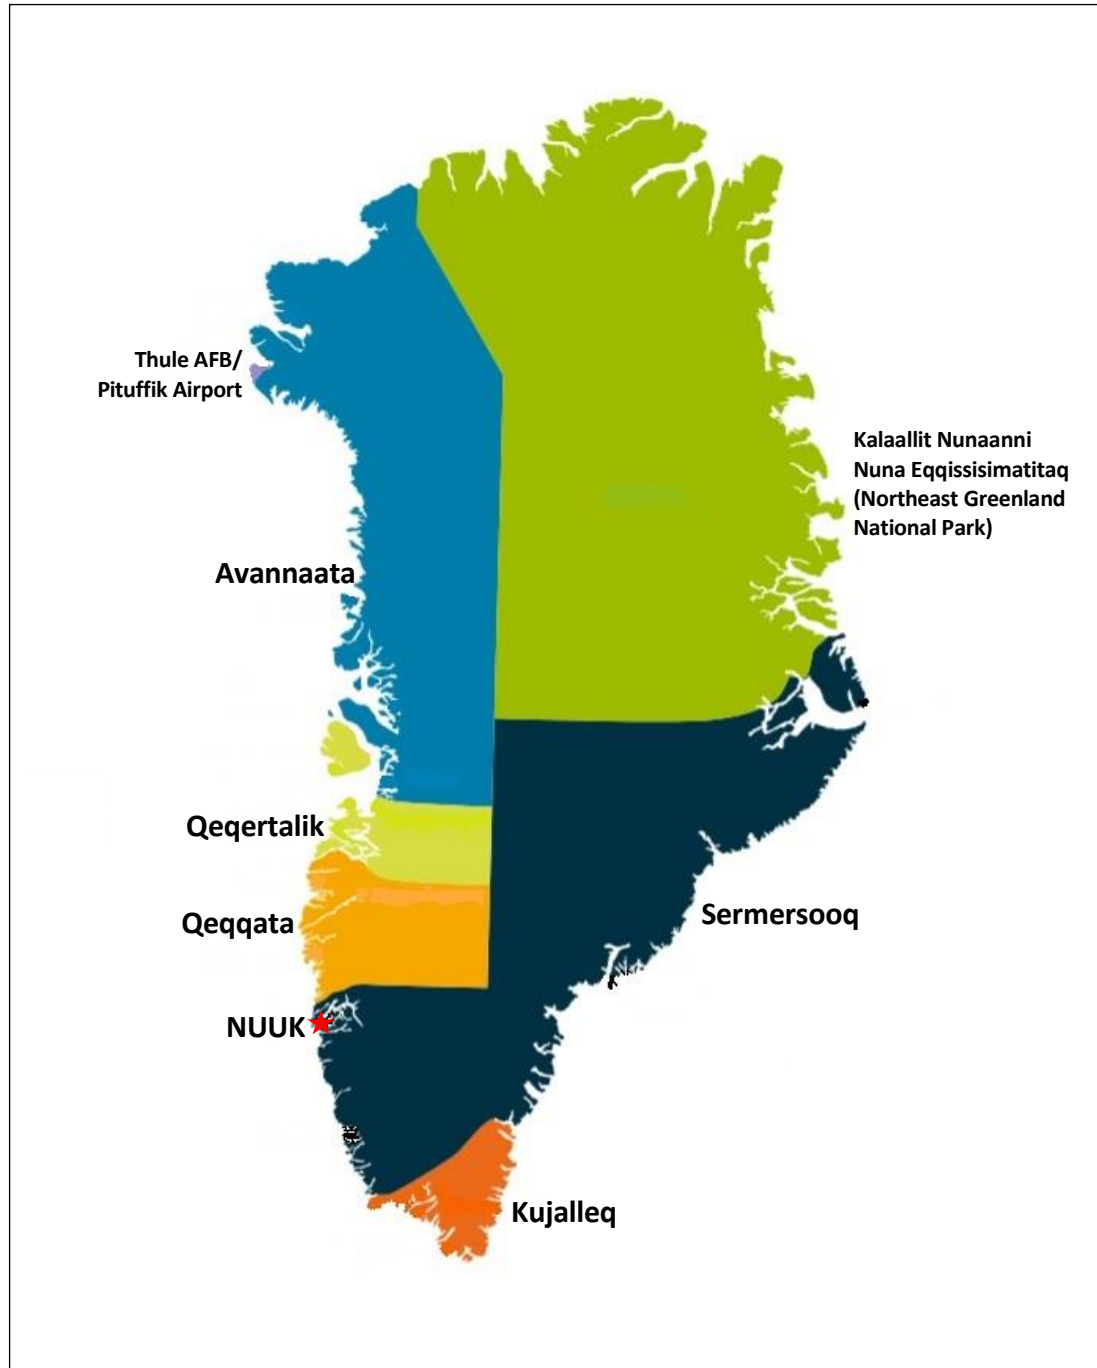 Thule AFB/
Pituffik Airport
Kalaallit Nunaanni
Nuna Eqqissisimatitaq
(Northeast Greenland
National Park)
Avannaata
Qeqertalik
Qeqqata
Sermersooq
NUUK
Kujalleq